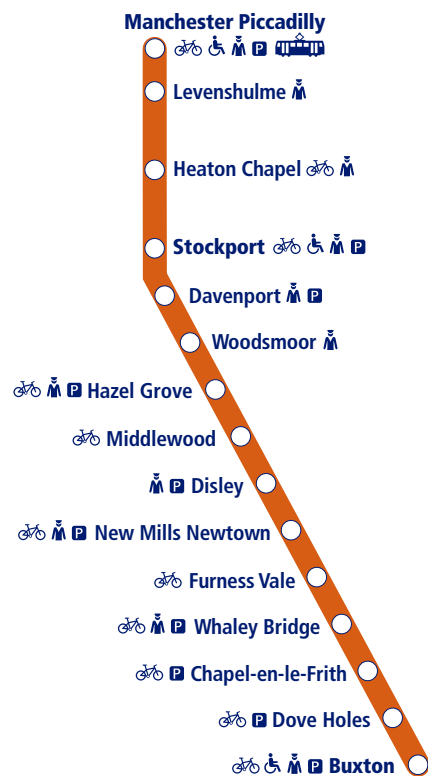 Manchester Piccadilly
P
Levenshulme
Heaton Chapel
Stockport P
Davenport P
Woodsmoor
P Hazel Grove
Middlewood
P Disley
P New Mills Newtown
Furness Vale
P Whaley Bridge
P Chapel-en-le-Frith
P Dove Holes
P Buxton